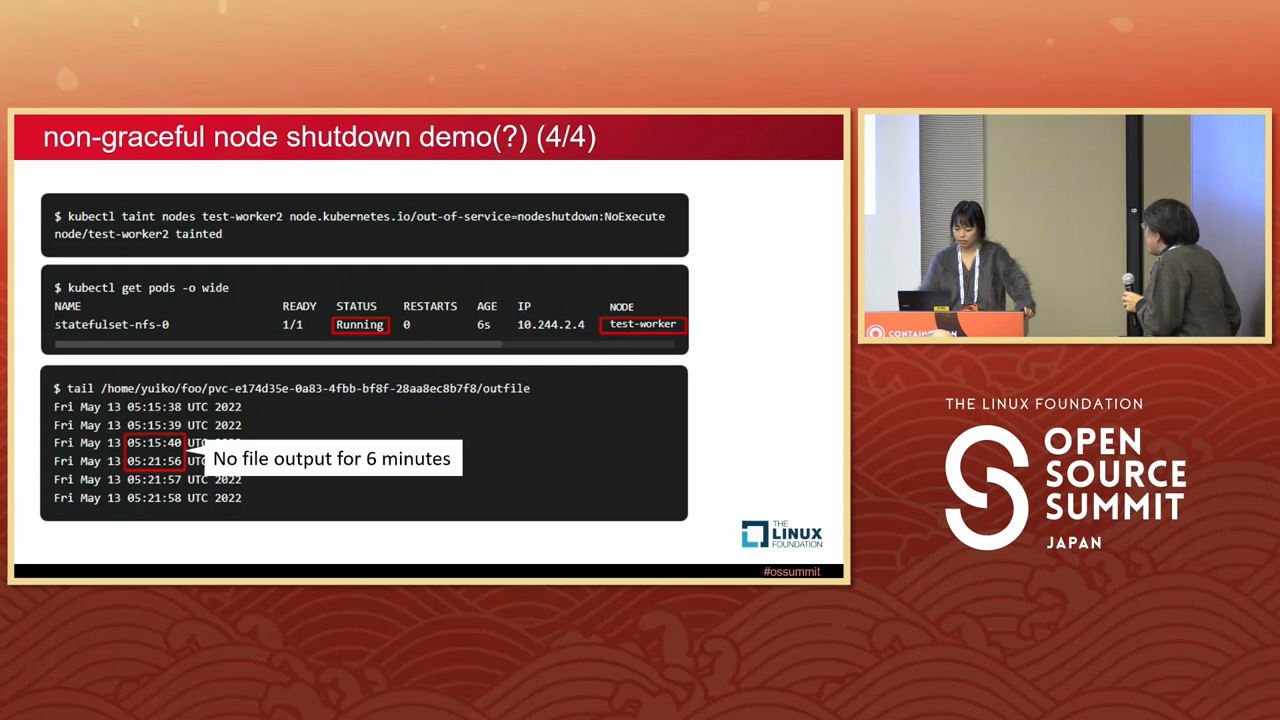 non-graceful node shutdown demo(?) (4/4)
$ kubectl taint nodes test-worker2 node.kubernetes.io/out-of-service=nodeshutdown:NoExecute
node/test-worker2 tainted
$ kubectl get pods -o wide
NAME READY STATUS RESTARTS AGE IP NODE
statefulset-nfs-0 1/1 Running 0 6s 10.244.2.4 test-worker
$ tail /home/yuiko/foo/pvc-e174d35e-0a83-4fbb-bf8f-28aa8ec8b7f8/outfile
Fri May 13 05:15:38 UTC 2022
Fri May 13 05:15:39 UTC 2022
Fri May 13 05:15:40
Fri May 13 05:21:56
Fri May 13 05:21:57 UTC 2022
Fri May 13 05:21:58 UTC 2022
No file output for 6 minutes
THE
LINUX
FOUNDATION
#ossummit
THE LINUX FOUNDATION
OPEN
SOURCE
SUMMIT
JAPAN